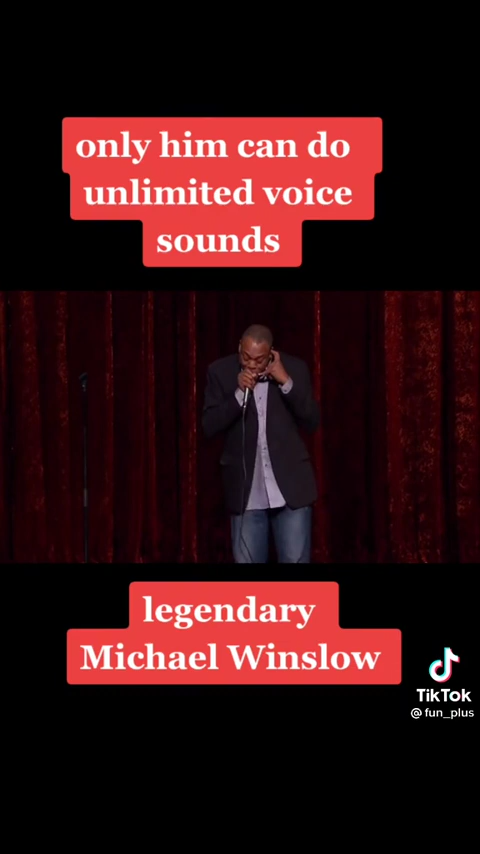 only him can do
unlimited voice
sounds
legendary
Michael Winslow
TikTok
@fun_plus